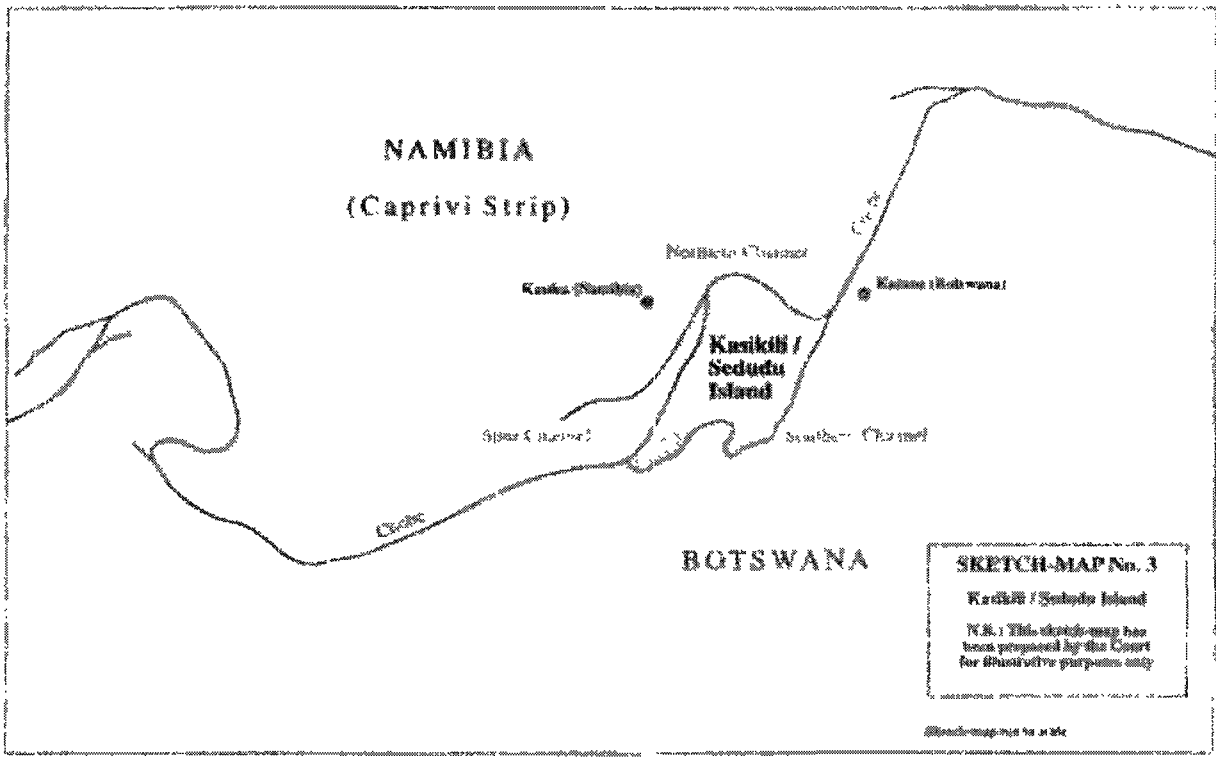 NAMIBIA
(Caprivi Strip)
Northern Channel
Chobe
Kasika (Namibia)
Kasane (Botswana)
Kasikili /
Sedudu
Island
Spur Channel
Southern Channel
Chobe
BOTSWANA
SKETCH-MAP No. 3
Kasikili / Sedudu Island
N.B.: This sketch-map has
been prepared by the Court
for illustrative purposes only
Sketch-map not to scale